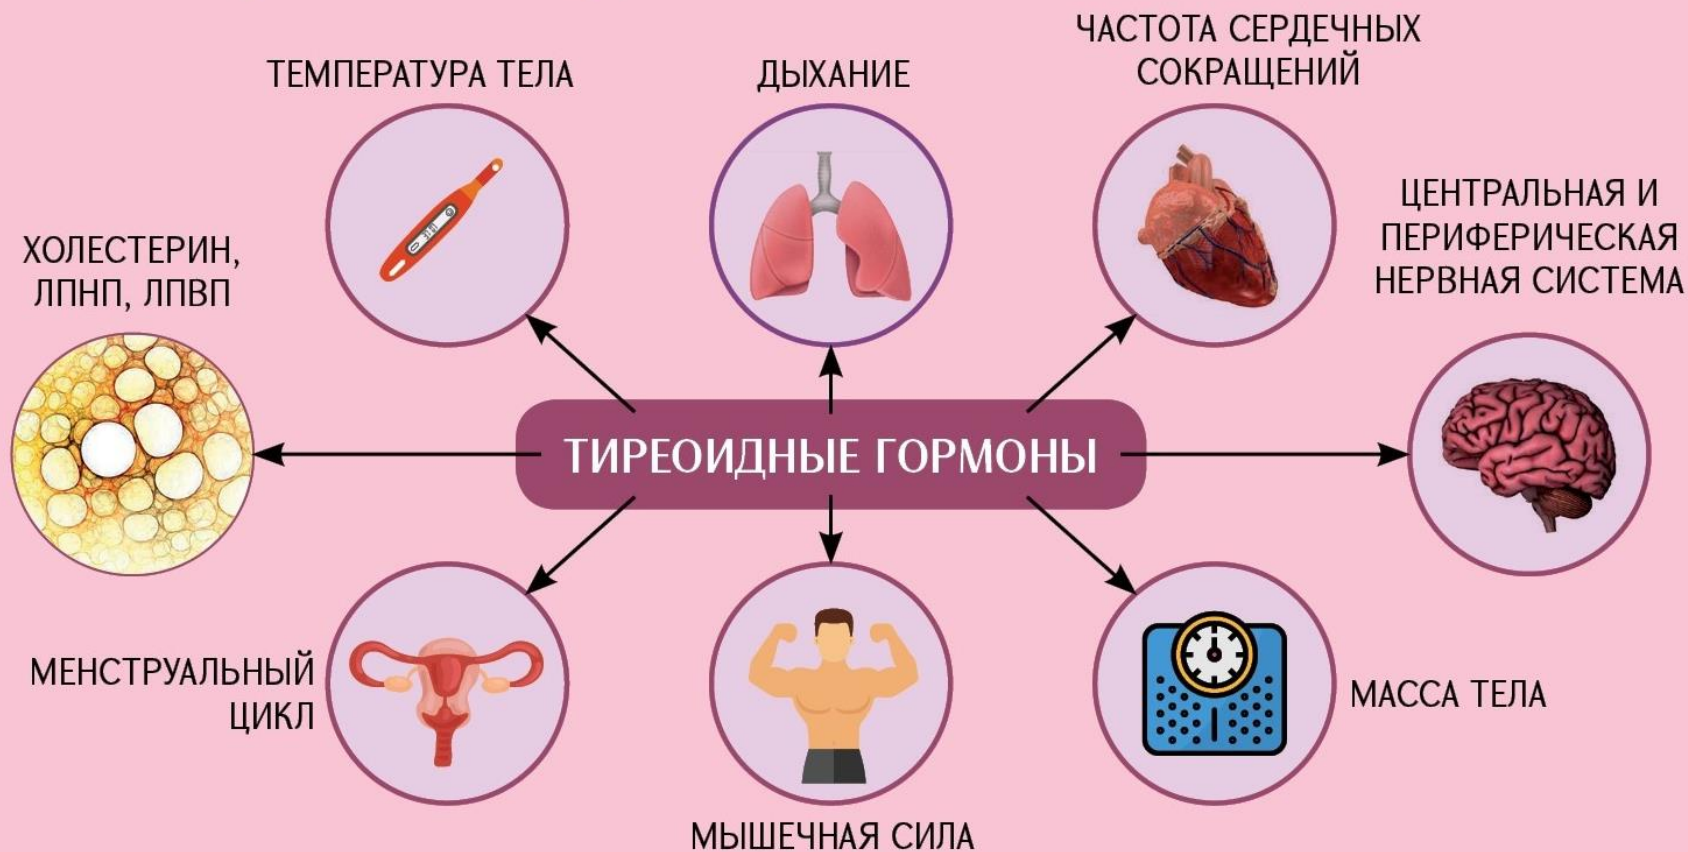 ЧАСТОТА СЕРДЕЧНЫХ
СОКРАЩЕНИЙ
ТЕМПЕРАТУРА ТЕЛА
ДЫХАНИЕ
ЦЕНТРАЛЬНАЯ И
ПЕРИФЕРИЧЕСКАЯ
НЕРВНАЯ СИСТЕМА
ХОЛЕСТЕРИН,
ЛПНП, ЛПВП
ТИРЕОИДНЫЕ ГОРМОНЫ
МЕНСТРУАЛЬНЫЙ
ЦИКЛ
МАССА ТЕЛА
МЫШЕЧНАЯ СИЛА